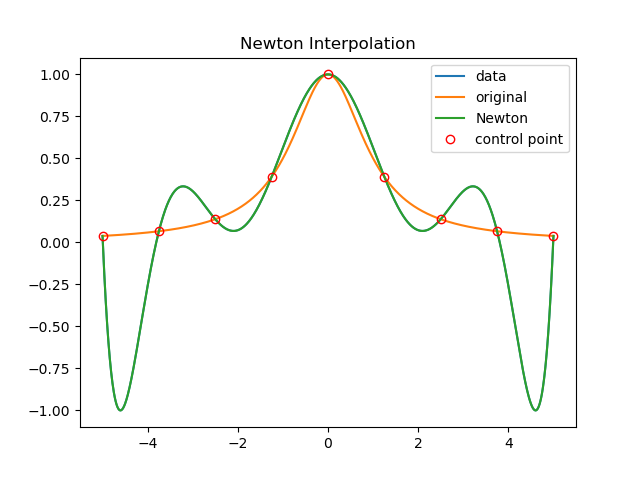 Newton Interpolation
data
original
Newton
control point
1.00
0.75
0.50
0.25
0.00
−0.25
−0.50
−0.75
−1.00
−4 −2 0 2 4